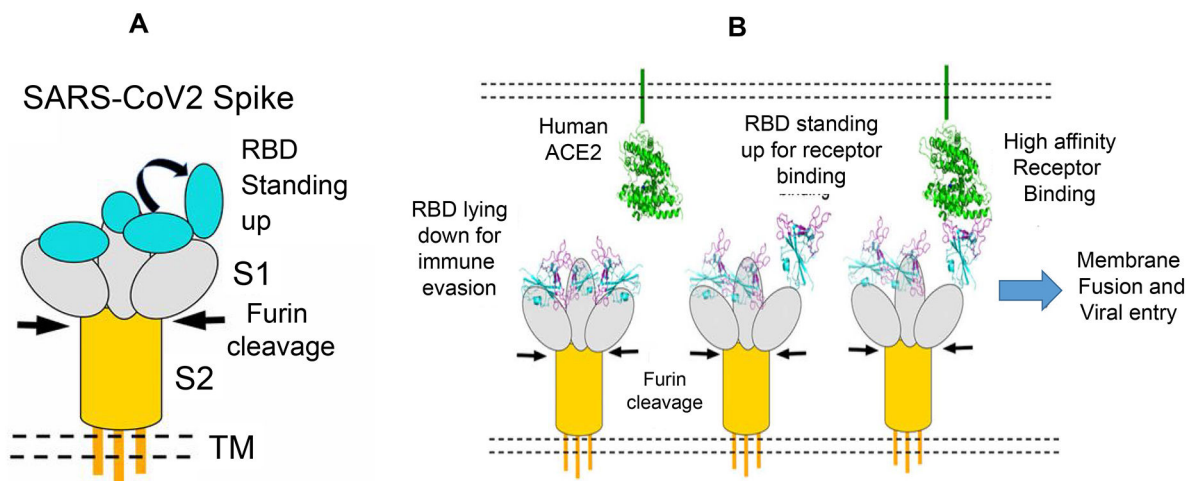 A
SARS-CoV2 Spike
RBD
Standing
up
S1
Furin
cleavage
S2
TM
B
Human
ACE2
RBD standing
up for receptor
binding
binding
High affinity
Receptor
Binding
RBD lying
down for
immune
evasion
Membrane
Fusion and
Viral entry
Furin
cleavage